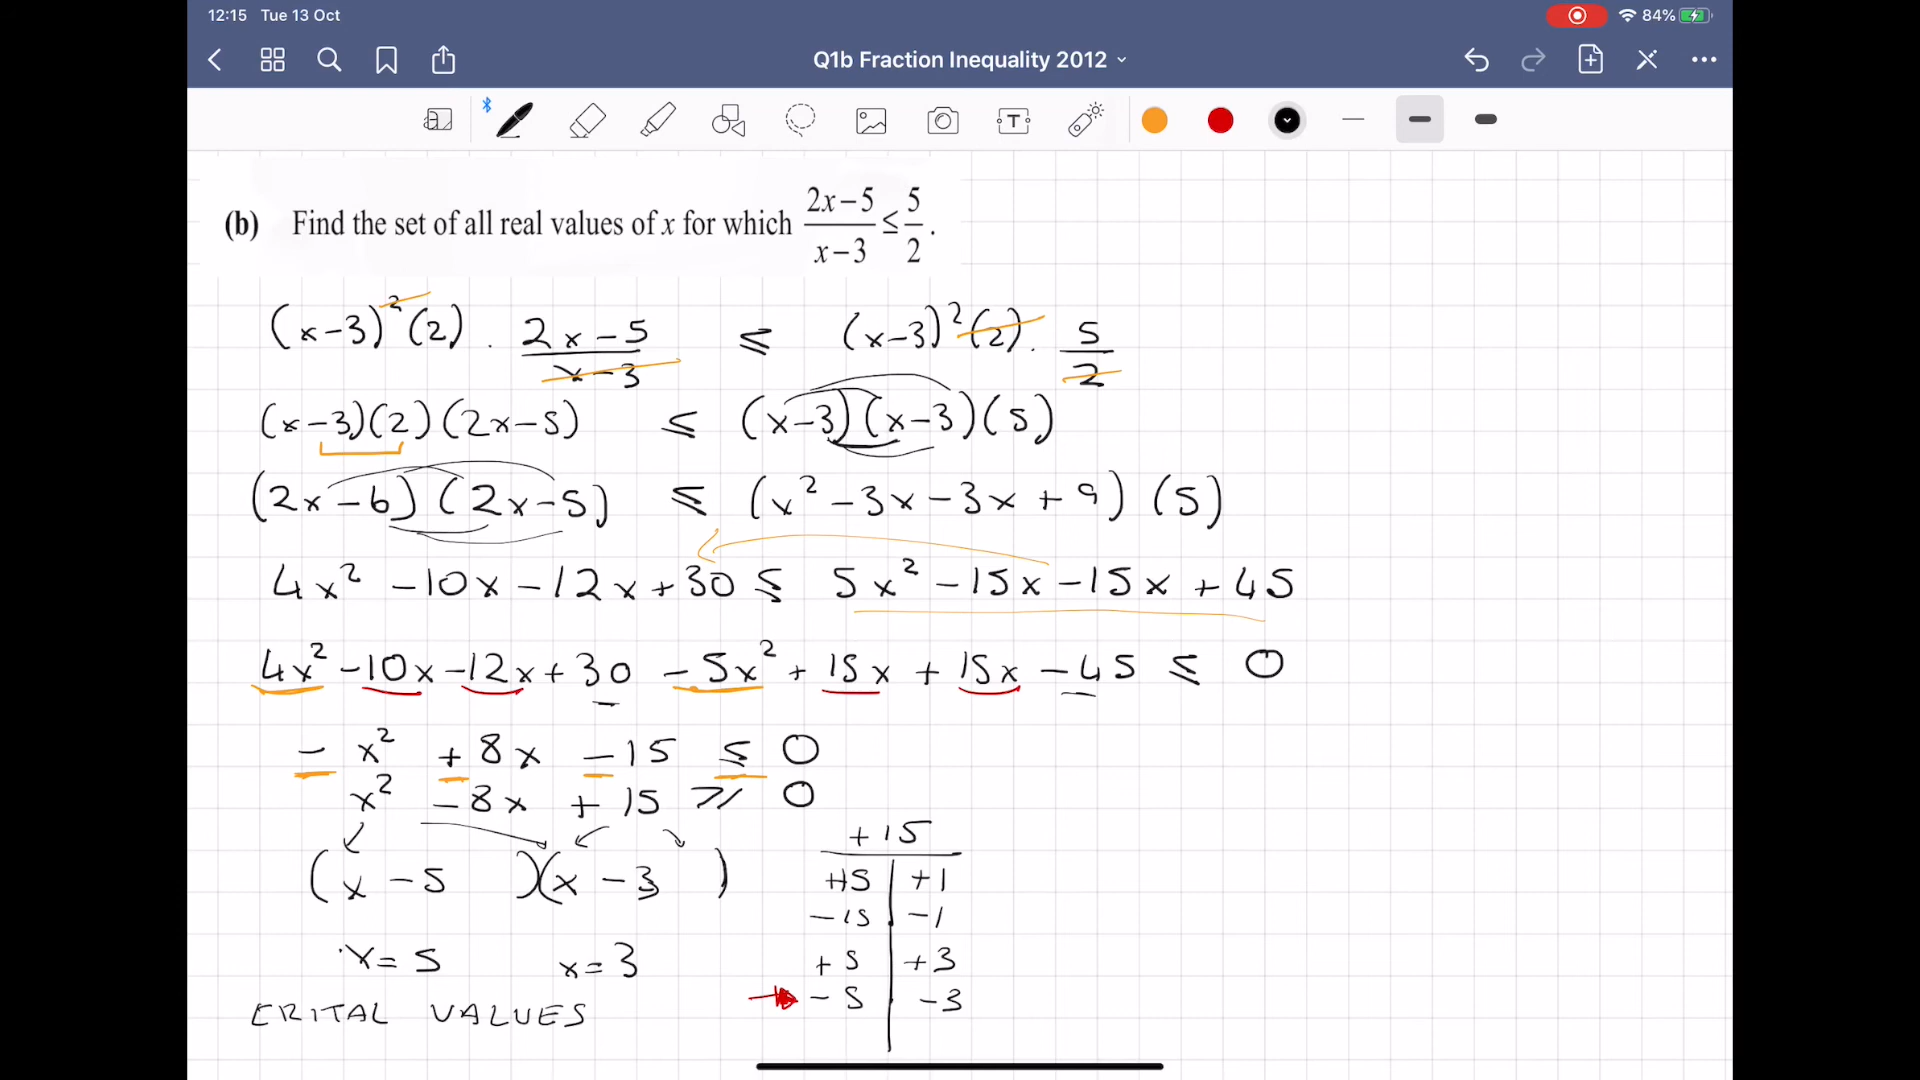 12:15 Tue 13 Oct 84%
Q1b Fraction Inequality 2012
(b) Find the set of all real values of x for which (2x−5)/(x−3) ≤ 5/2.
(x−3)²(2) · (2x−5)/(x−3) ≤ (x−3)²(2) · 5/2
(x−3)(2)(2x−5) ≤ (x−3)(x−3)(5)
(2x−6)(2x−5) ≤ (x²−3x−3x+9)(5)
4x² −10x −12x +30 ≤ 5x² −15x −15x +45
4x² −10x −12x +30 −5x² +15x +15x −45 ≤ 0
−x² +8x −15 ≤ 0
x² −8x +15 ≥ 0
(x −5)(x −3)
x = 5 x = 3
CRITAL VALUES
+15
+15 +1
−15 −1
+5 +3
−5 −3